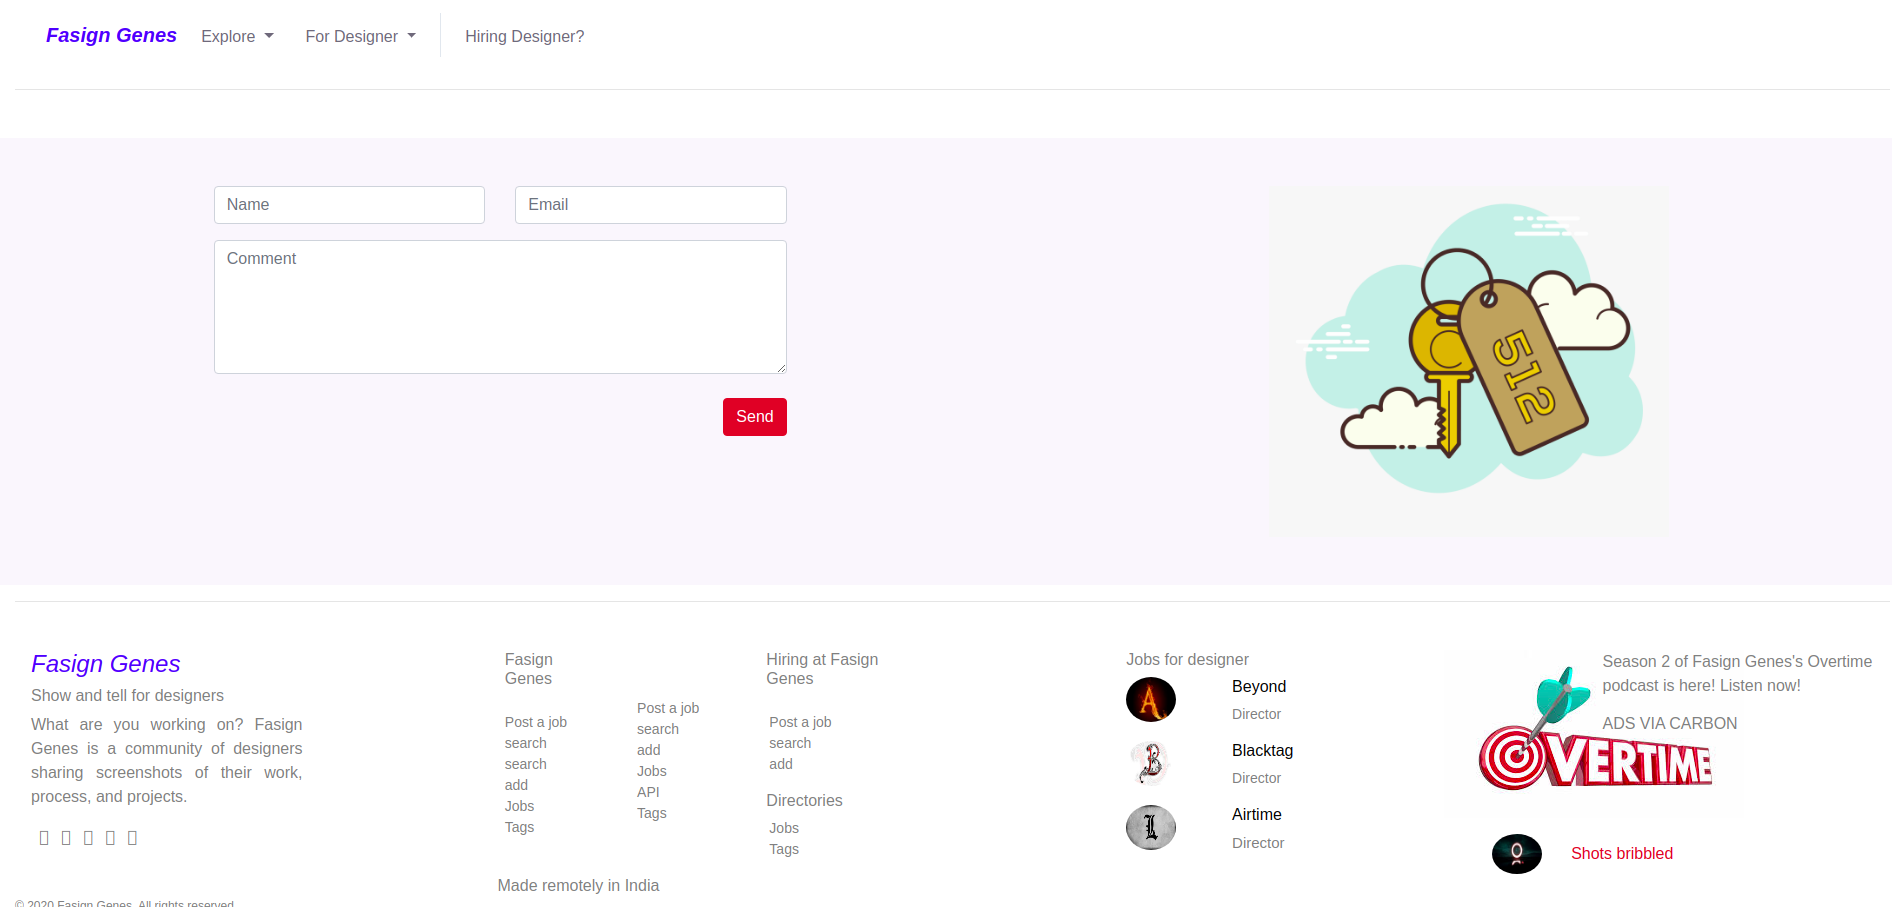 Fasign Genes Explore For Designer Hiring Designer?
Name Email
Comment
Send
512
Fasign Genes
Show and tell for designers
What are you working on? Fasign
Genes is a community of designers
sharing screenshots of their work,
process, and projects.
Fasign
Genes
Post a job
search
search
add
Jobs
Tags
Post a job
search
add
Jobs
API
Tags
Hiring at Fasign
Genes
Post a job
search
add
Directories
Jobs
Tags
Made remotely in India
Jobs for designer
A
Beyond
Director
B
Blacktag
Director
L
Airtime
Director
Season 2 of Fasign Genes's Overtime
podcast is here! Listen now!
ADS VIA CARBON
OVERTIME
Shots bribbled
© 2020 Fasign Genes. All rights reserved